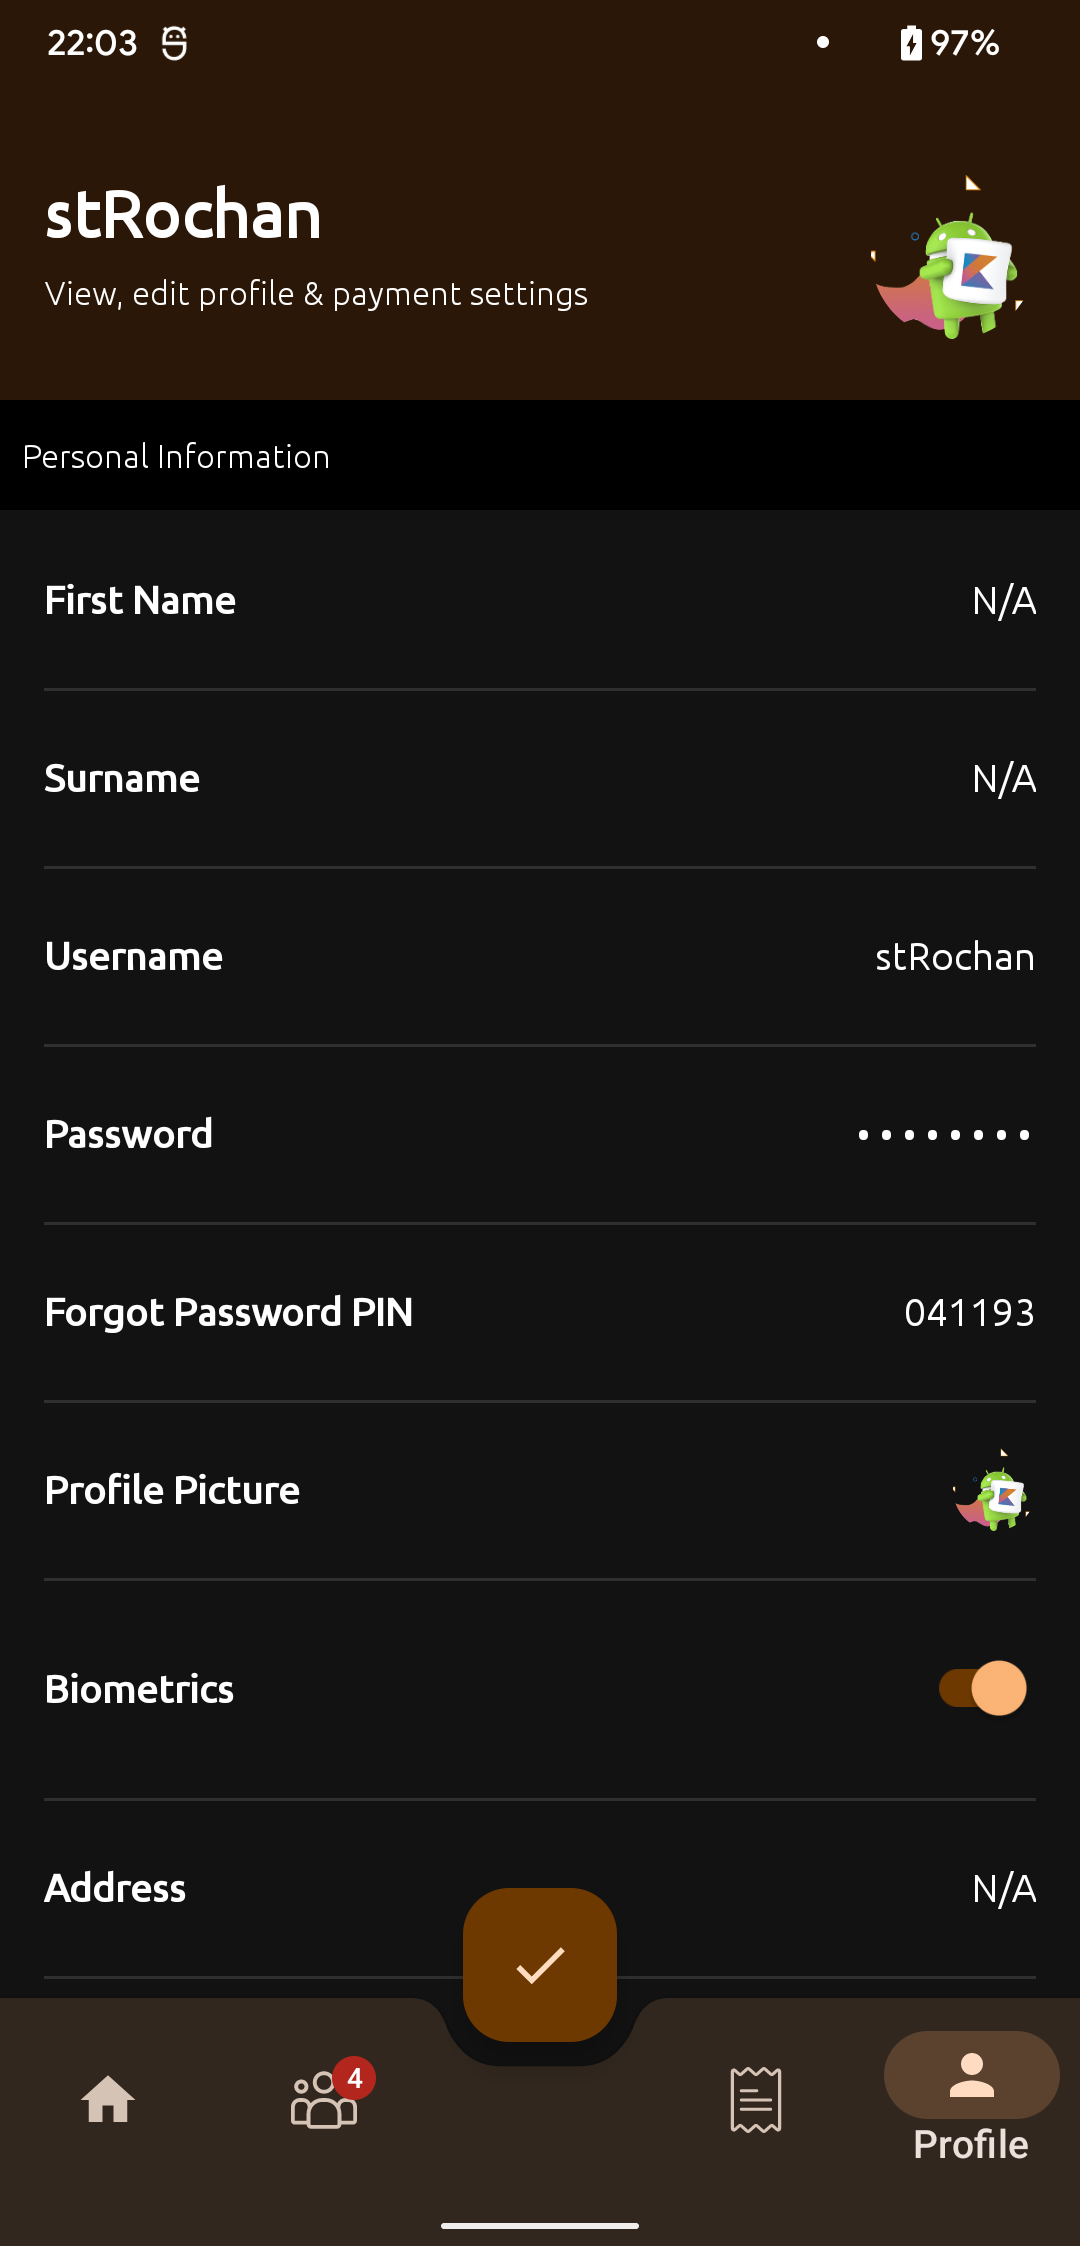 22:03
97%
stRochan
View, edit profile & payment settings
Personal Information
First Name N/A
Surname N/A
Username stRochan
Password ••••••••
Forgot Password PIN 041193
Profile Picture
Biometrics
Address N/A
4
Profile